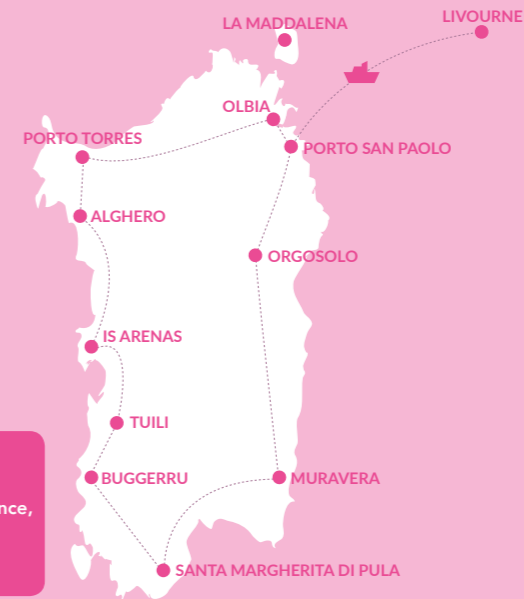 LIVOURNE
LA MADDALENA
OLBIA
PORTO TORRES
PORTO SAN PAOLO
ALGHERO
ORGOSOLO
IS ARENAS
TUILI
BUGGERRU
MURAVERA
nce,
SANTA MARGHERITA DI PULA